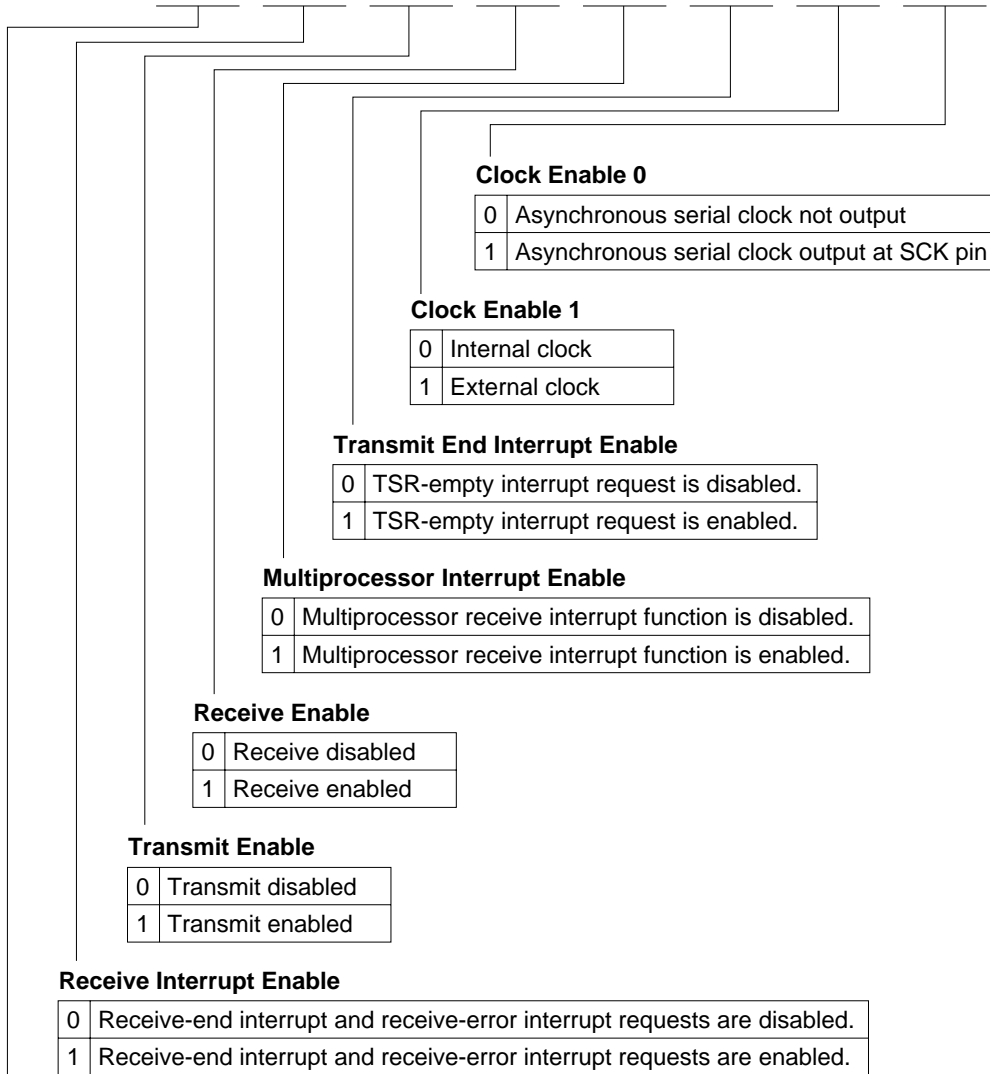 Clock Enable 0
0 Asynchronous serial clock not output
1 Asynchronous serial clock output at SCK pin
Clock Enable 1
0 Internal clock
1 External clock
Transmit End Interrupt Enable
0 TSR-empty interrupt request is disabled.
1 TSR-empty interrupt request is enabled.
Multiprocessor Interrupt Enable
0 Multiprocessor receive interrupt function is disabled.
1 Multiprocessor receive interrupt function is enabled.
Receive Enable
0 Receive disabled
1 Receive enabled
Transmit Enable
0 Transmit disabled
1 Transmit enabled
Receive Interrupt Enable
0 Receive-end interrupt and receive-error interrupt requests are disabled.
1 Receive-end interrupt and receive-error interrupt requests are enabled.